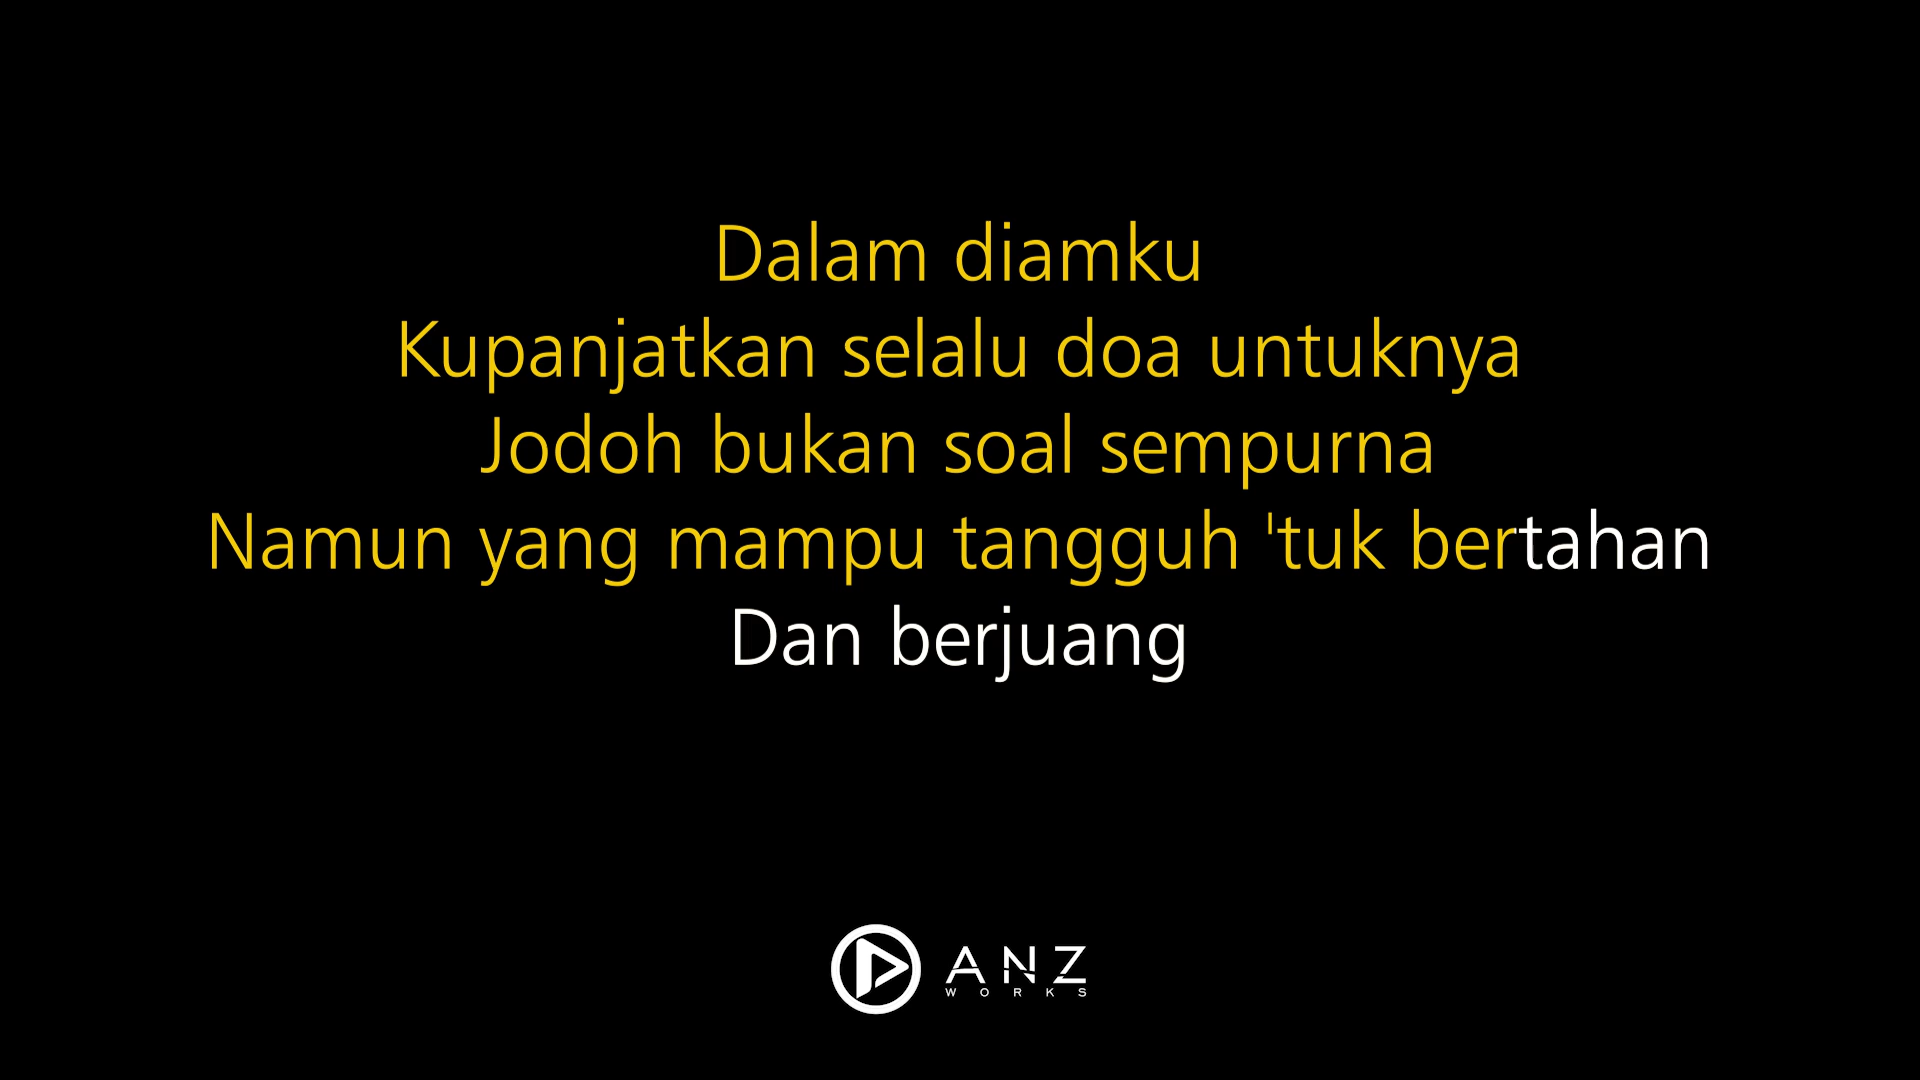 Dalam diamku
Kupanjatkan selalu doa untuknya
Jodoh bukan soal sempurna
Namun yang mampu tangguh 'tuk bertahan
Dan berjuang
ANZ
WORKS